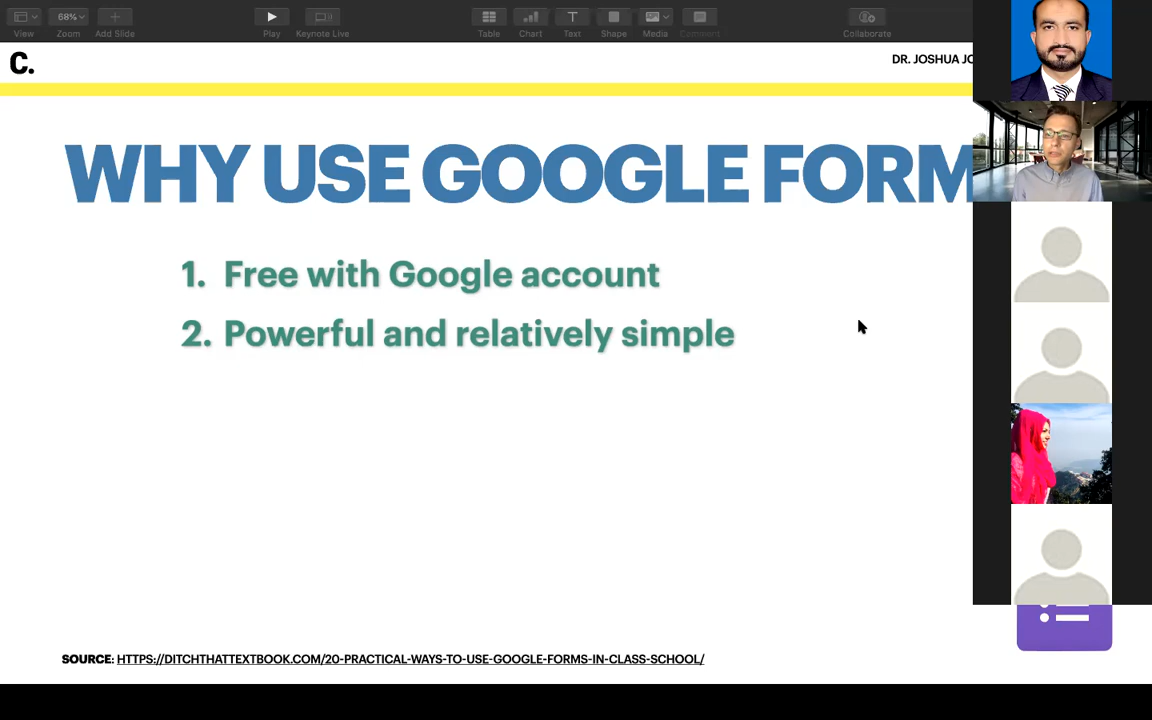 68%
View
Zoom
Add Slide
Play
Keynote Live
Table
Chart
Text
Shape
Media
Comment
Collaborate
C.
DR. JOSHUA
WHY USE GOOGLE FORM
1. Free with Google account
2. Powerful and relatively simple
SOURCE: HTTPS://DITCHTHATTEXTBOOK.COM/20-PRACTICAL-WAYS-TO-USE-GOOGLE-FORMS-IN-CLASS-SCHOOL/